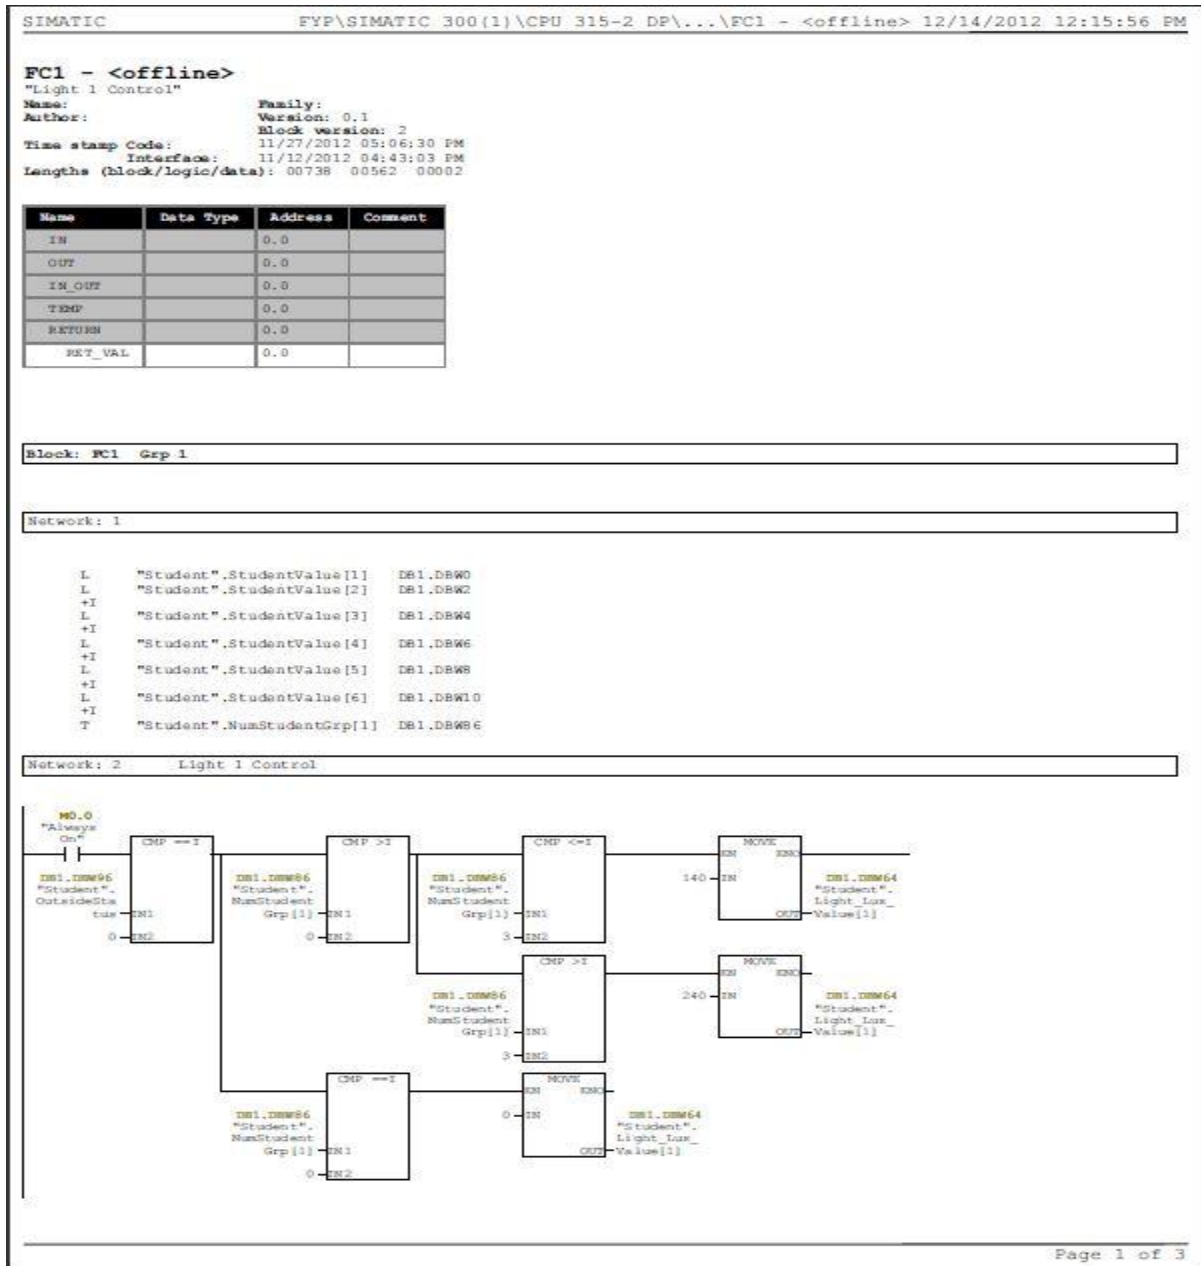 SIMATIC FYP\SIMATIC 300(1)\CPU 315-2 DP\...\FC1 - <offline> 12/14/2012 12:15:56 PM
FC1 - <offline>
"Light 1 Control"
Name: Family:
Author: Version: 0.1
Block version: 2
Time stamp Code: 11/27/2012 05:06:30 PM
Interface: 11/12/2012 04:43:03 PM
Lengths (block/logic/data): 00738 00562 00002
Name Data Type Address Comment
IN 0.0
OUT 0.0
IN_OUT 0.0
TEMP 0.0
RETURN 0.0
RET_VAL 0.0
Block: FC1 Grp 1
Network: 1
L "Student".StudentValue[1] DB1.DBW0
L "Student".StudentValue[2] DB1.DBW2
+I
L "Student".StudentValue[3] DB1.DBW4
+I
L "Student".StudentValue[4] DB1.DBW6
+I
L "Student".StudentValue[5] DB1.DBW8
+I
L "Student".StudentValue[6] DB1.DBW10
+I
T "Student".NumStudentGrp[1] DB1.DBW86
Network: 2 Light 1 Control
M0.0
"Always
On"
CMP ==I
DB1.DBW96
"Student".
OutsideSta
tus IN1
0 IN2
CMP >I
DB1.DBW86
"Student".
NumStudent
Grp[1] IN1
0 IN2
CMP <=I
DB1.DBW86
"Student".
NumStudent
Grp[1] IN1
3 IN2
MOVE
EN ENO
140 IN
OUT
DB1.DBW64
"Student".
Light_Lux_
Value[1]
CMP >I
DB1.DBW86
"Student".
NumStudent
Grp[1] IN1
3 IN2
MOVE
EN ENO
240 IN
OUT
DB1.DBW64
"Student".
Light_Lux_
Value[1]
CMP ==I
DB1.DBW86
"Student".
NumStudent
Grp[1] IN1
0 IN2
MOVE
EN ENO
0 IN
OUT
DB1.DBW64
"Student".
Light_Lux_
Value[1]
Page 1 of 3